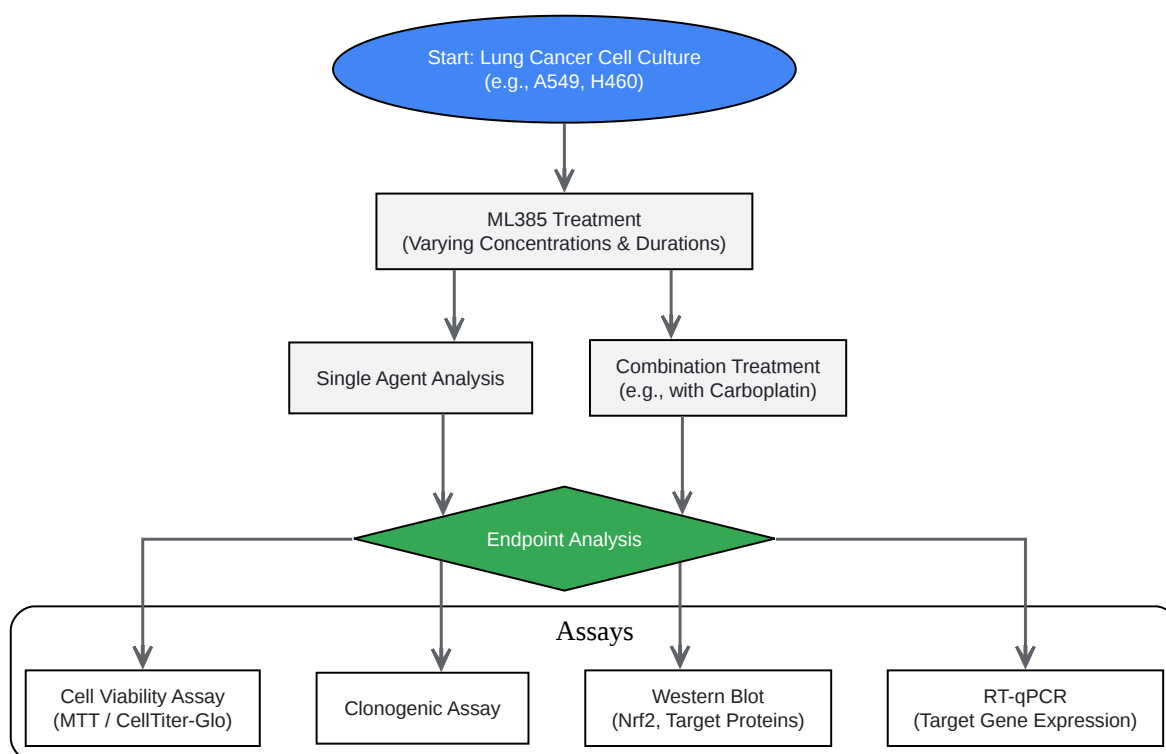 Start: Lung Cancer Cell Culture
(e.g., A549, H460)
ML385 Treatment
(Varying Concentrations & Durations)
Single Agent Analysis
Combination Treatment
(e.g., with Carboplatin)
Endpoint Analysis
Assays
Cell Viability Assay
(MTT / CellTiter-Glo)
Clonogenic Assay
Western Blot
(Nrf2, Target Proteins)
RT-qPCR
(Target Gene Expression)